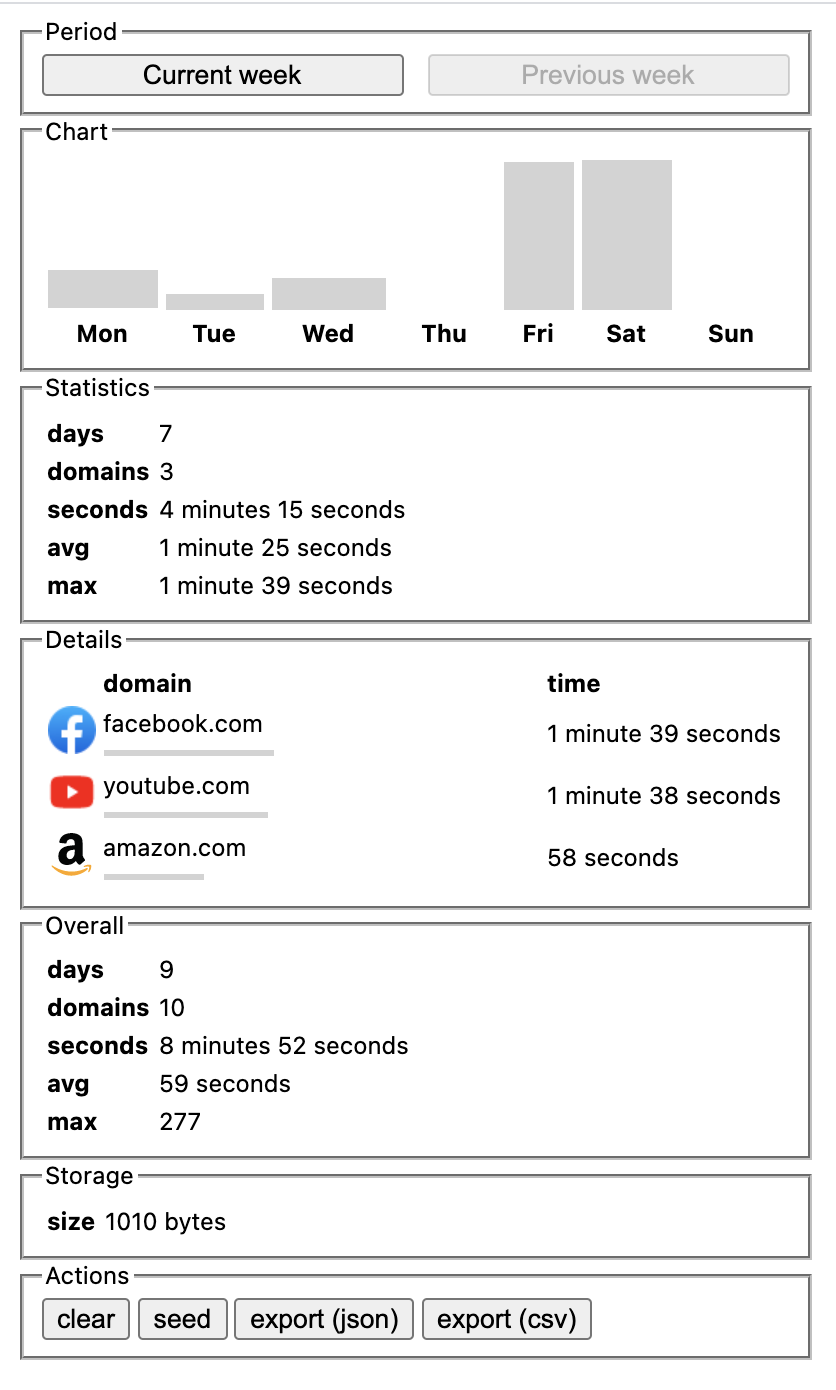 Period
Current week Previous week
Chart
Mon Tue Wed Thu Fri Sat Sun
Statistics
days 7
domains 3
seconds 4 minutes 15 seconds
avg 1 minute 25 seconds
max 1 minute 39 seconds
Details
domain time
facebook.com 1 minute 39 seconds
youtube.com 1 minute 38 seconds
amazon.com 58 seconds
Overall
days 9
domains 10
seconds 8 minutes 52 seconds
avg 59 seconds
max 277
Storage
size 1010 bytes
Actions
clear seed export (json) export (csv)